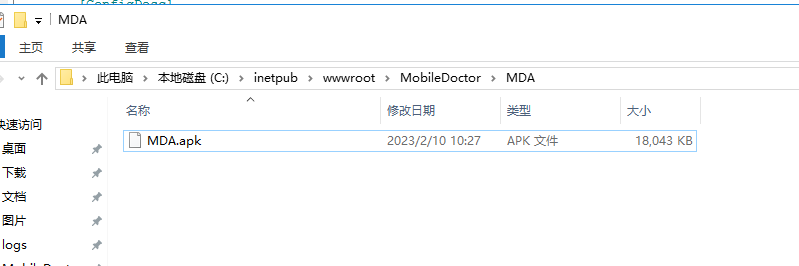 MDA
主页 共享 查看
此电脑 本地磁盘 (C:) inetpub wwwroot MobileDoctor MDA
名称 修改日期 类型 大小
快速访问
MDA.apk 2023/2/10 10:27 APK 文件 18,043 KB
桌面
下载
文档
图片
logs